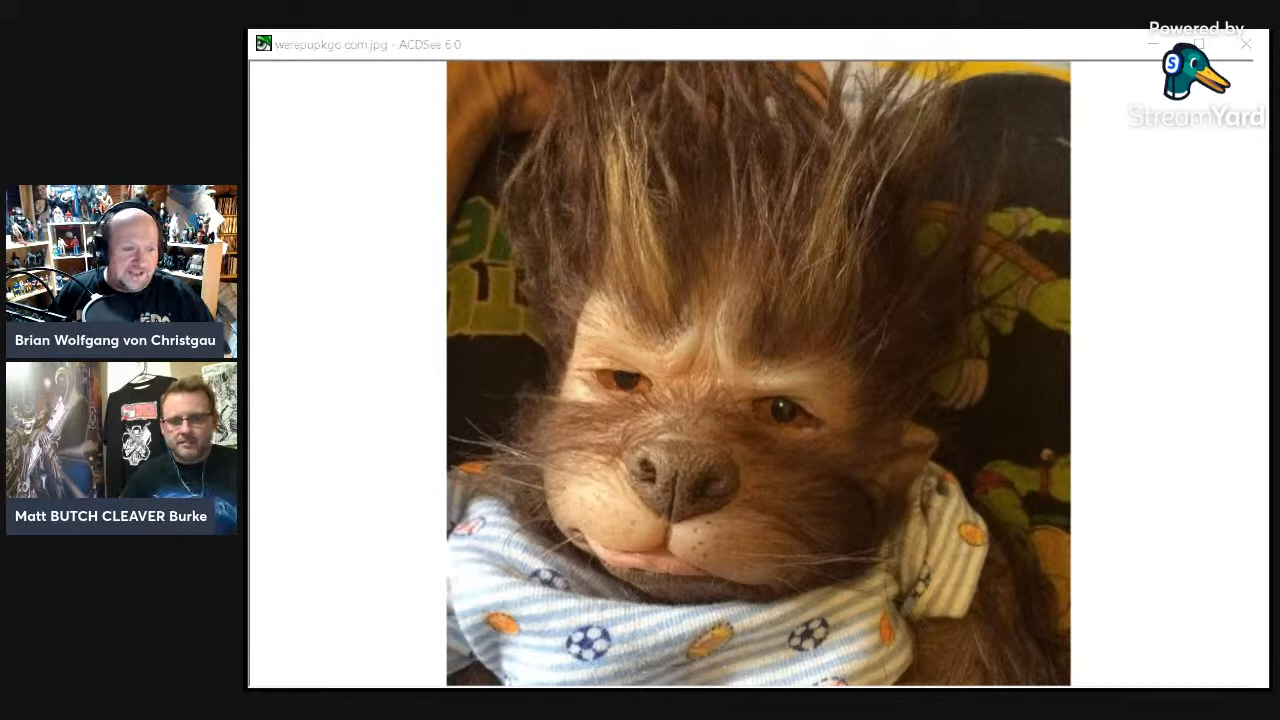 werepupkgo.com.jpg - ACDSee 6.0
Powered by
S
StreamYard
Brian Wolfgang von Christgau
Matt BUTCH CLEAVER Burke